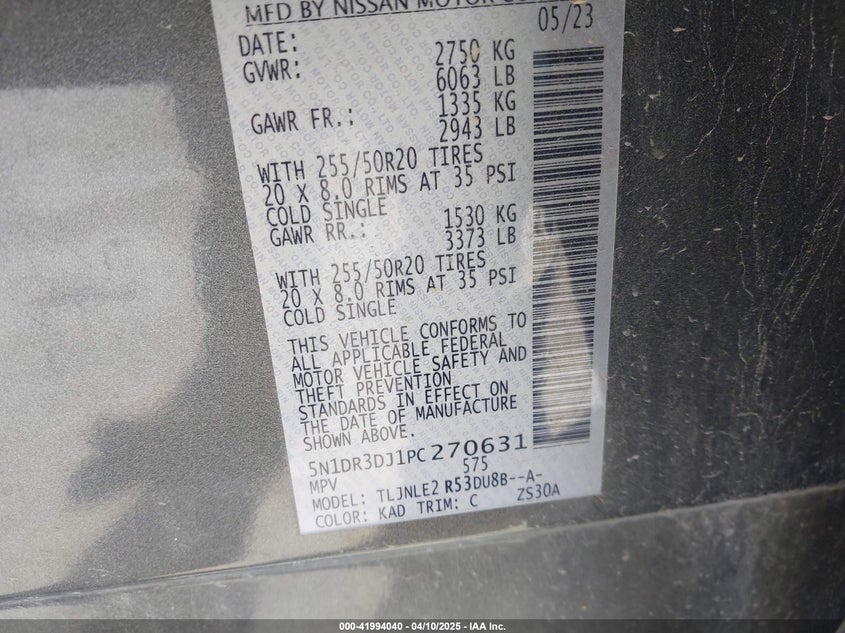 MFD BY NISSAN MOTOR CO
DATE: 05/23
GVWR: 2750 KG
6063 LB
GAWR FR.: 1335 KG
2943 LB
WITH 255/50R20 TIRES
20 X 8.0 RIMS AT 35 PSI
COLD SINGLE
GAWR RR.: 1530 KG
3373 LB
WITH 255/50R20 TIRES
20 X 8.0 RIMS AT 35 PSI
COLD SINGLE
THIS VEHICLE CONFORMS TO
ALL APPLICABLE FEDERAL
MOTOR VEHICLE SAFETY AND
THEFT PREVENTION
STANDARDS IN EFFECT ON
THE DATE OF MANUFACTURE
SHOWN ABOVE.
5N1DR3DJ1PC270631
MPV 575
MODEL: TLJNLE2 R53DU8B--A-
COLOR: KAD TRIM: C ZS30A
000-41994040 - 04/10/2025 - IAA Inc.